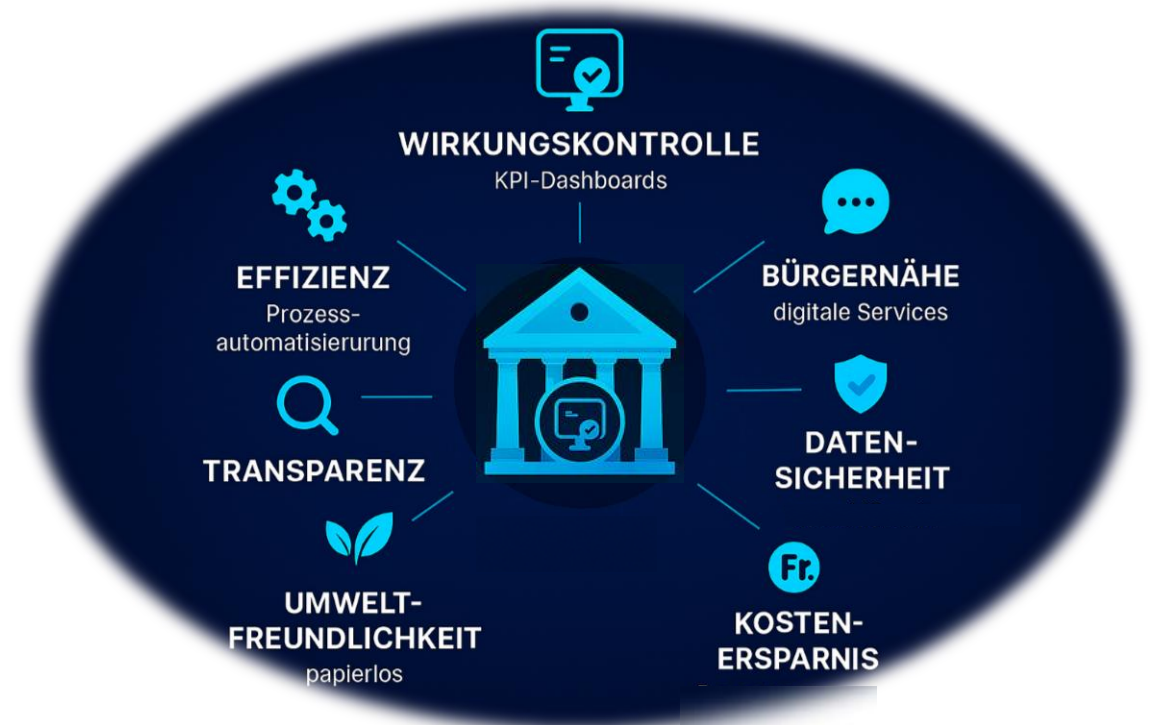 WIRKUNGSKONTROLLE
KPI-Dashboards
EFFIZIENZ
Prozess-
automatisierurung
BÜRGERNÄHE
digitale Services
TRANSPARENZ
DATEN-
SICHERHEIT
UMWELT-
FREUNDLICHKEIT
papierlos
Fr.
KOSTEN-
ERSPARNIS